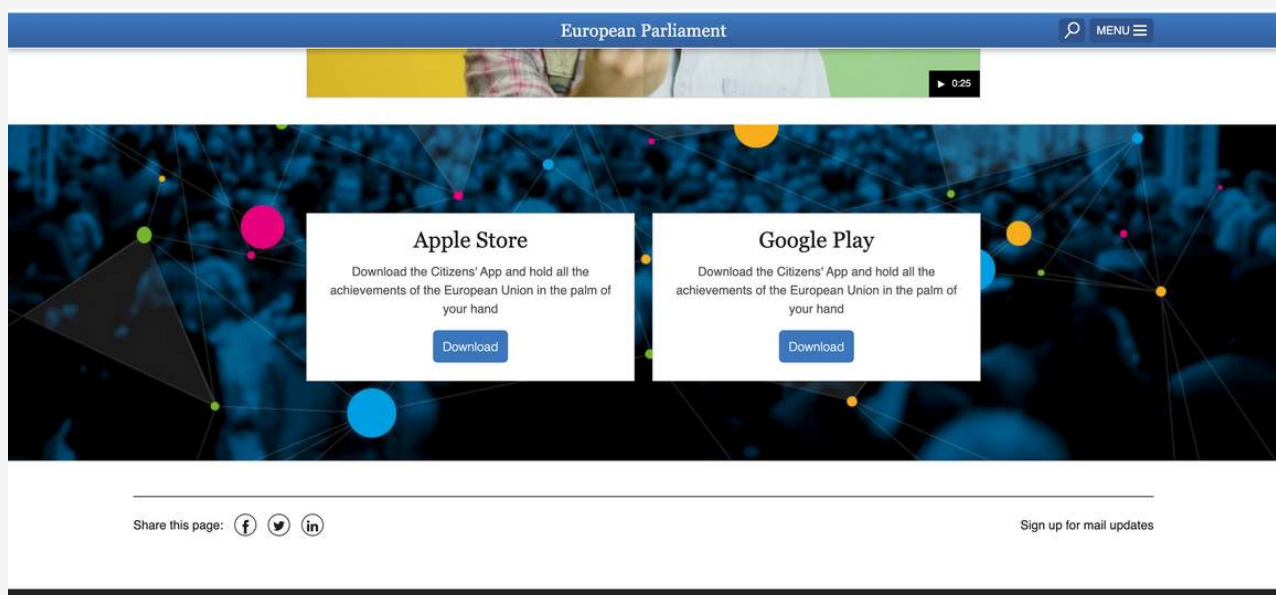 European Parliament
MENU
0:25
Apple Store
Download the Citizens' App and hold all the
achievements of the European Union in the palm of
your hand
Download
Google Play
Download the Citizens' App and hold all the
achievements of the European Union in the palm of
your hand
Download
Share this page:
Sign up for mail updates